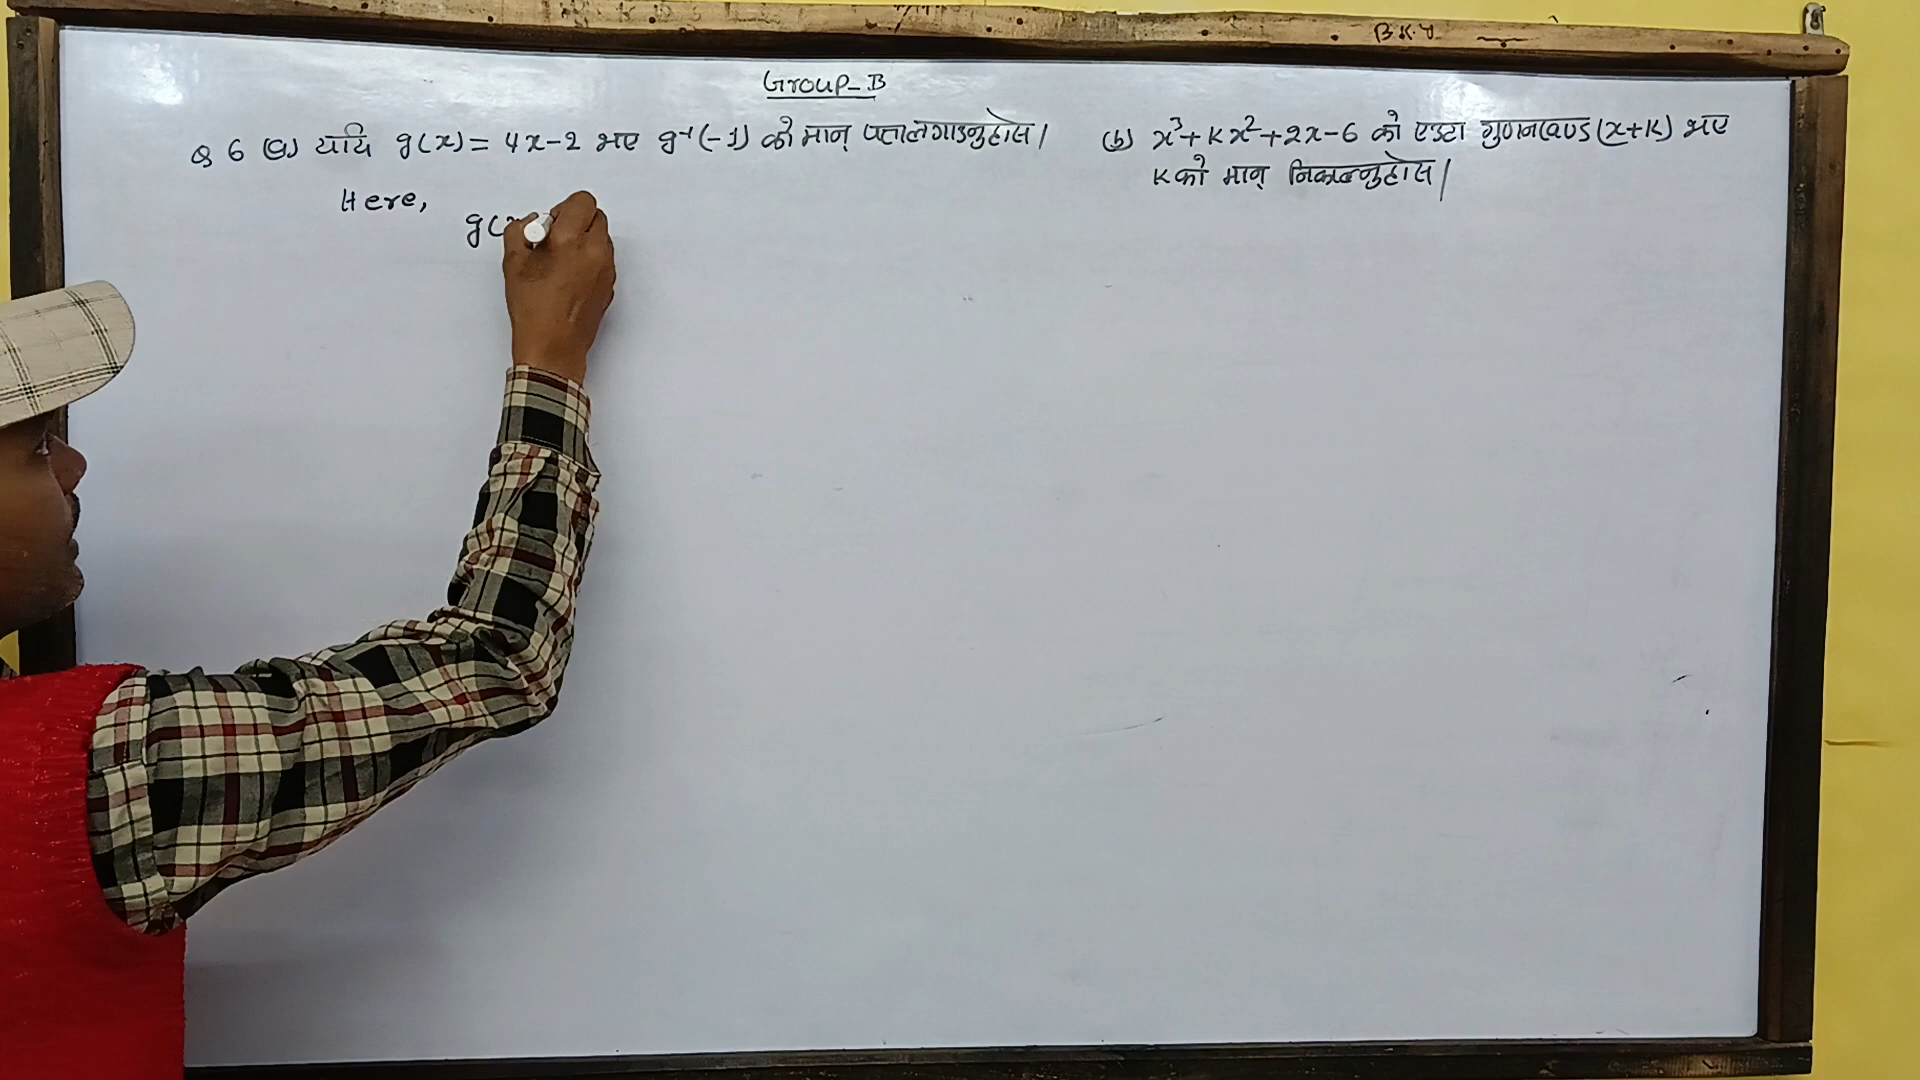 B.K.Y
Group-B
Q 6 (a) यदि g(x) = 4x-2 भए g⁻¹(-1) को मान् पत्तालगाउनुहोस।
Here,
g(x
(b) x³+Kx²+2x-6 को एउटा गुणनखण्ड (x+K) भए
K को मान् निकाल्नुहोस।